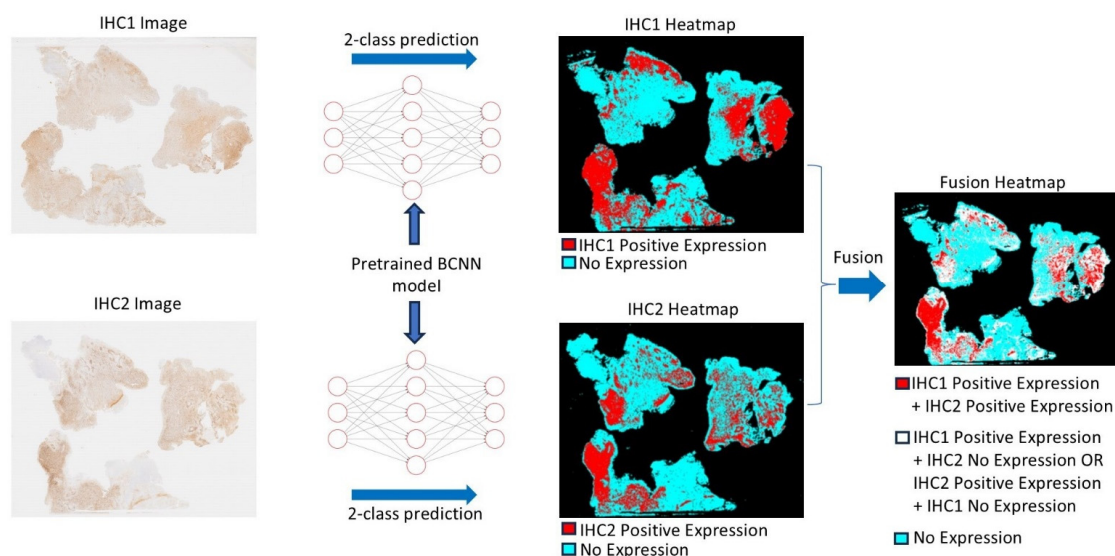 IHC1 Image
2-class prediction
IHC1 Heatmap
IHC1 Positive Expression
No Expression
Pretrained BCNN
model
IHC2 Image
2-class prediction
IHC2 Heatmap
IHC2 Positive Expression
No Expression
Fusion
Fusion Heatmap
IHC1 Positive Expression
+ IHC2 Positive Expression
IHC1 Positive Expression
+ IHC2 No Expression OR
IHC2 Positive Expression
+ IHC1 No Expression
No Expression